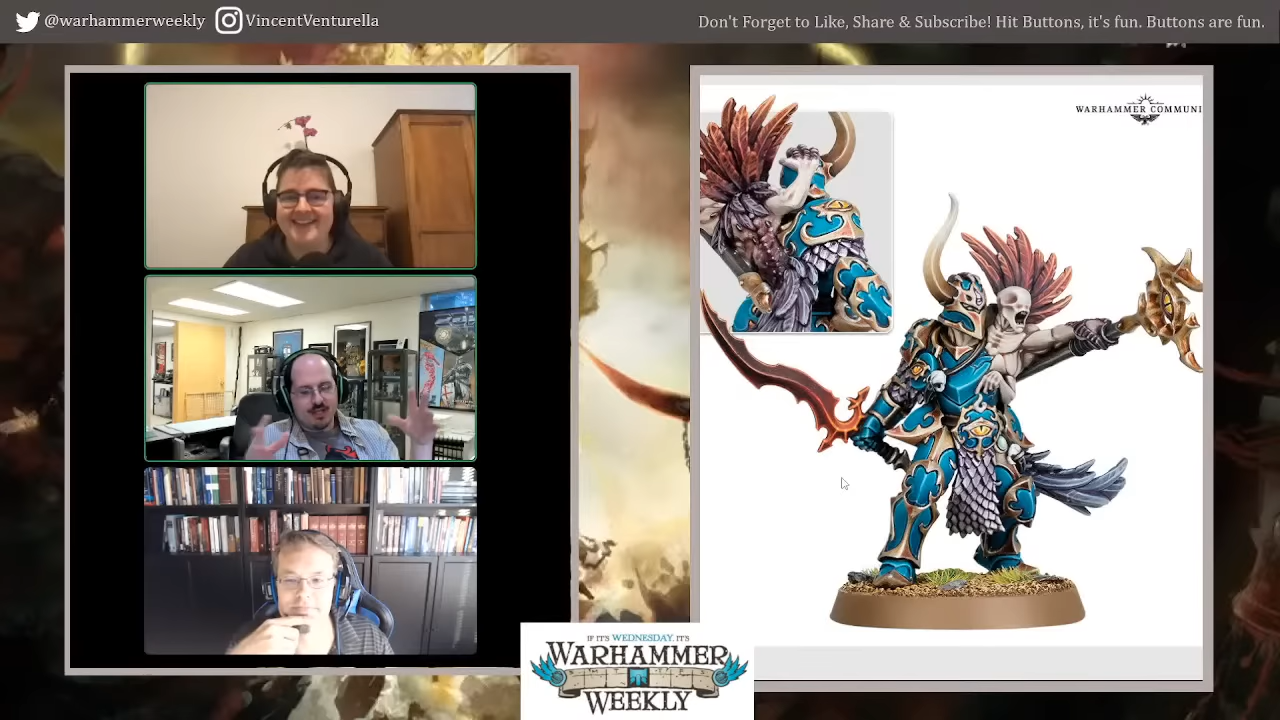 @warhammerweekly
VincentVenturella
Don't Forget to Like, Share & Subscribe! Hit Buttons, it's fun. Buttons are fun.
WARHAMMER COMMUNI
IF IT'S WEDNESDAY, IT'S
WARHAMMER
WEEKLY